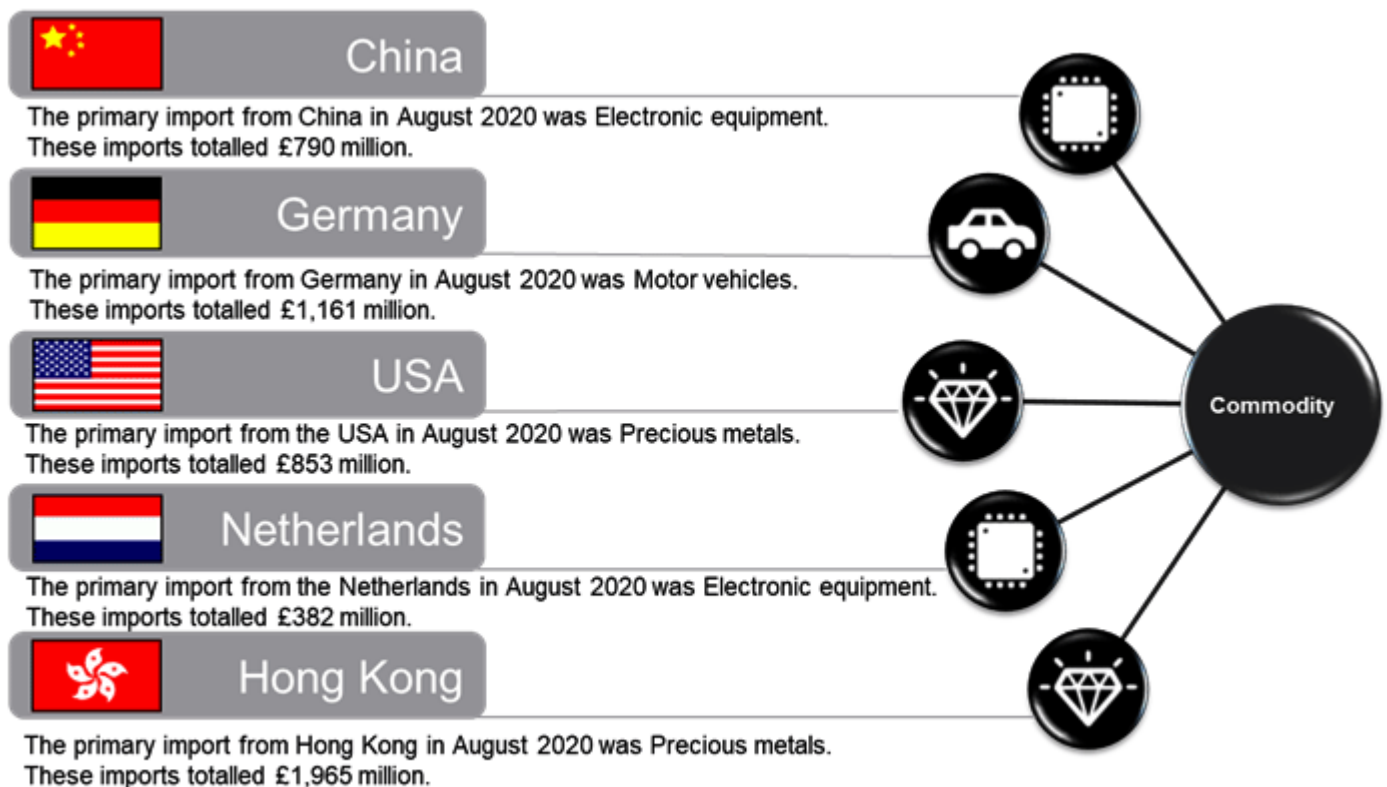 China
The primary import from China in August 2020 was Electronic equipment.
These imports totalled £790 million.
Germany
The primary import from Germany in August 2020 was Motor vehicles.
These imports totalled £1,161 million.
USA
The primary import from the USA in August 2020 was Precious metals.
These imports totalled £853 million.
Netherlands
The primary import from the Netherlands in August 2020 was Electronic equipment.
These imports totalled £382 million.
Hong Kong
The primary import from Hong Kong in August 2020 was Precious metals.
These imports totalled £1,965 million.
Commodity